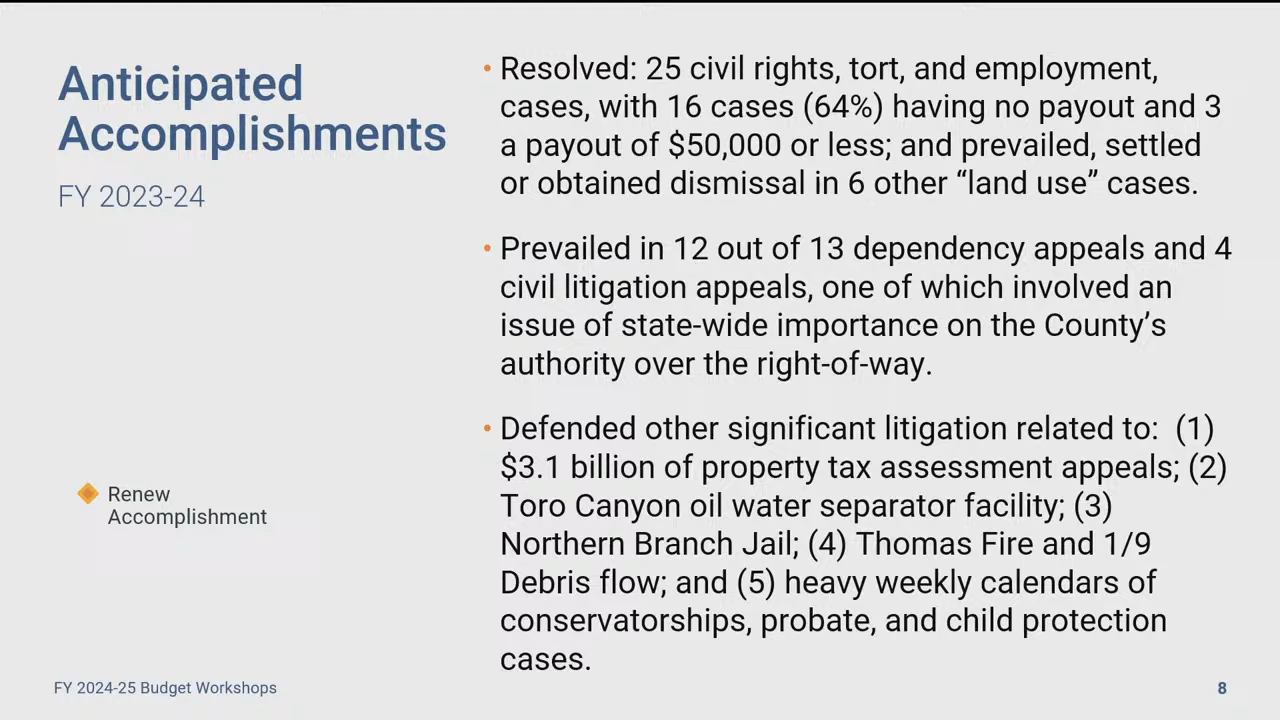 Anticipated
Accomplishments
FY 2023-24
• Resolved: 25 civil rights, tort, and employment,
cases, with 16 cases (64%) having no payout and 3
a payout of $50,000 or less; and prevailed, settled
or obtained dismissal in 6 other “land use” cases.
• Prevailed in 12 out of 13 dependency appeals and 4
civil litigation appeals, one of which involved an
issue of state-wide importance on the County’s
authority over the right-of-way.
• Defended other significant litigation related to:  (1)
$3.1 billion of property tax assessment appeals; (2)
Toro Canyon oil water separator facility; (3)
Northern Branch Jail; (4) Thomas Fire and 1/9
Debris flow; and (5) heavy weekly calendars of
conservatorships, probate, and child protection
cases.
Renew
Accomplishment
FY 2024-25 Budget Workshops
8